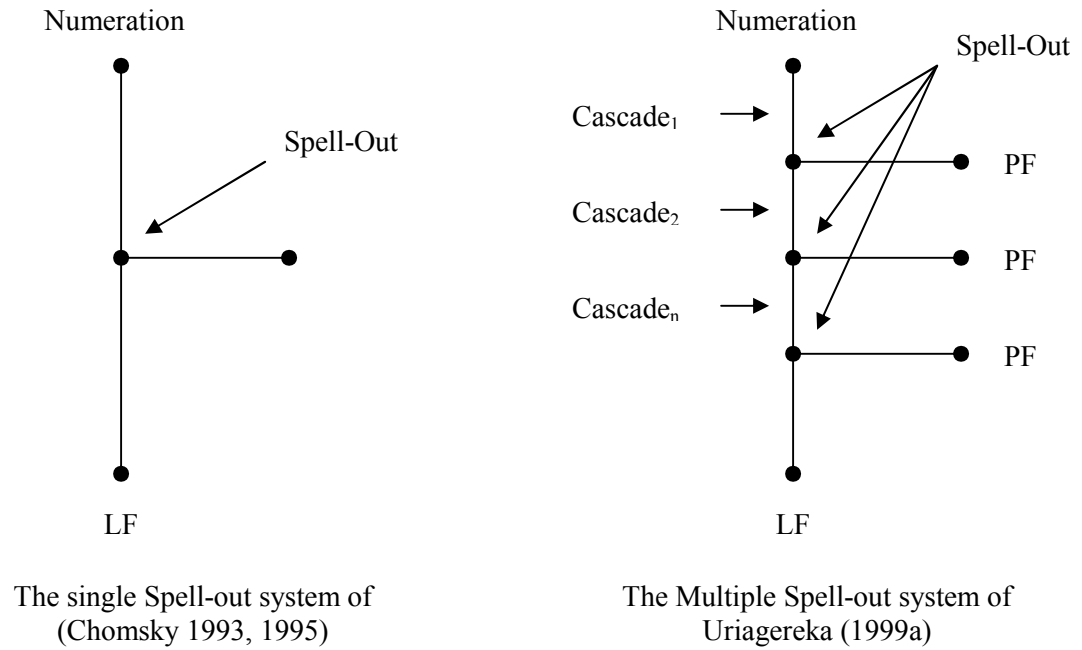 Numeration
Spell-Out
LF
The single Spell-out system of
(Chomsky 1993, 1995)
Numeration
Spell-Out
Cascade₁
PF
Cascade₂
PF
Cascadeₙ
PF
LF
The Multiple Spell-out system of
Uriagereka (1999a)